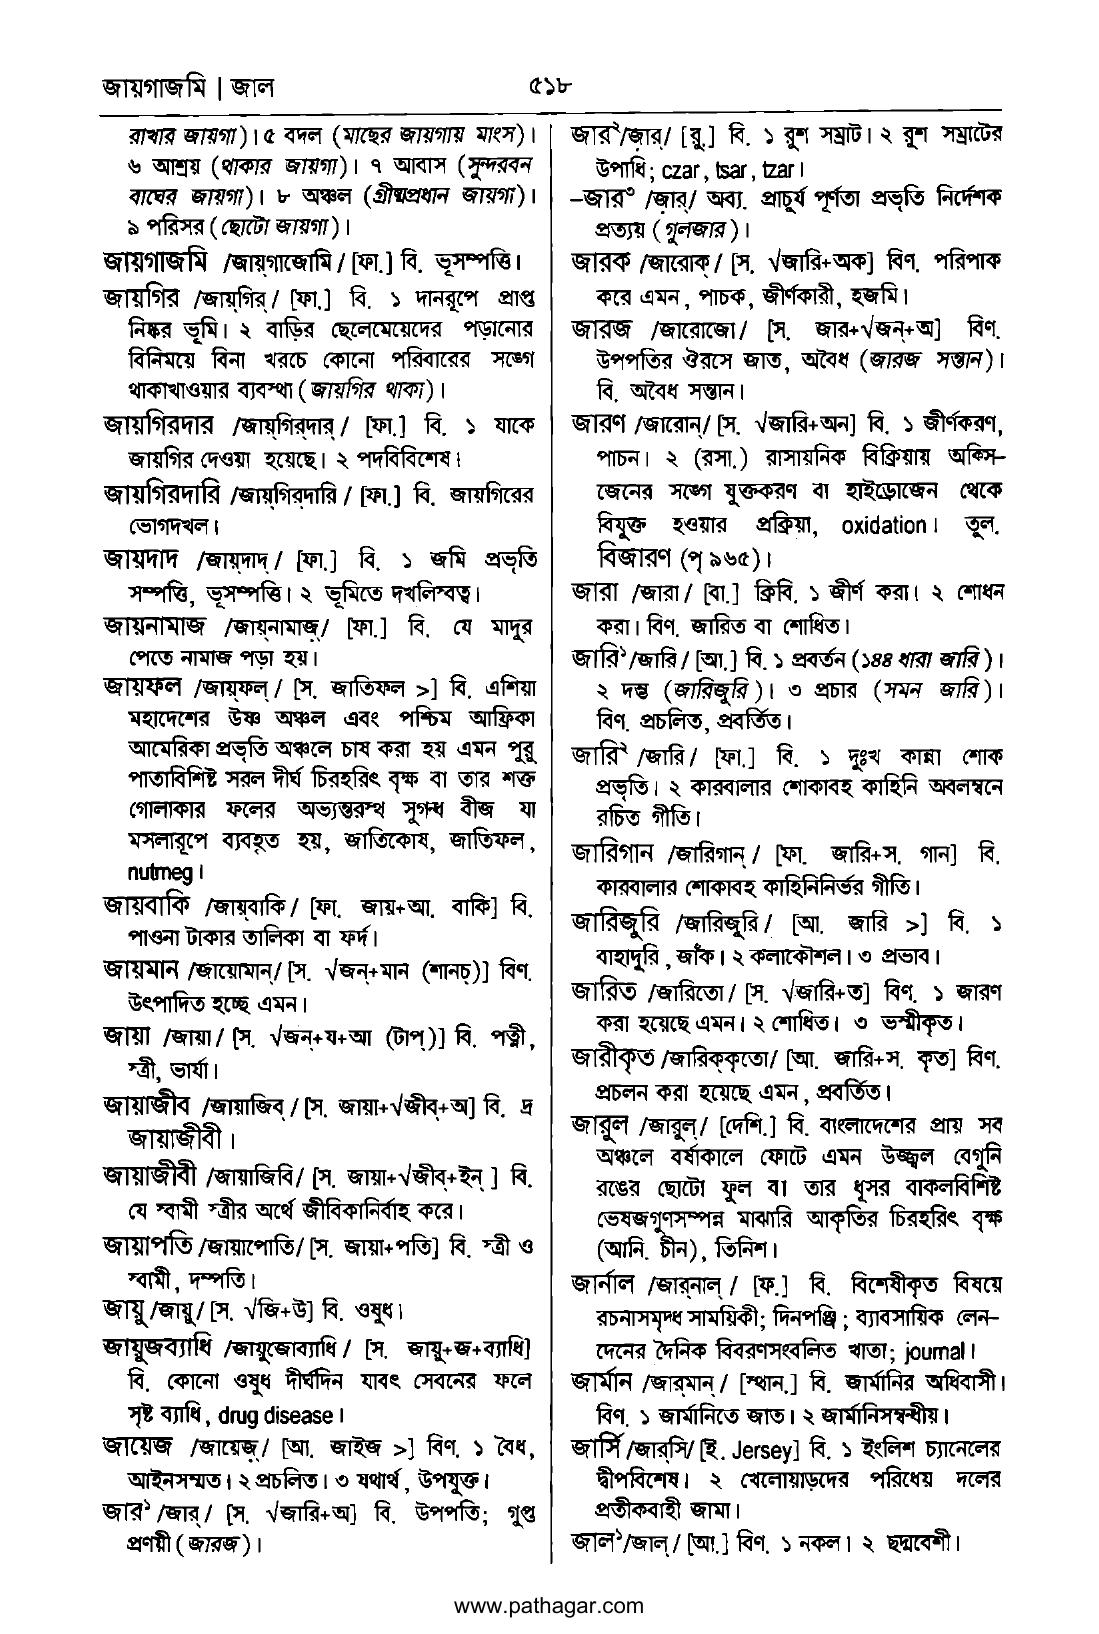 জায়গাজমি | জাল
৫১৮
রাখার জায়গা)। ৫ বদল (মাছের জায়গায় মাংস)।
৬ আশ্রয় (থাকার জায়গা)। ৭ আবাস (সুন্দরবন
বাঘের জায়গা)। ৮ অঞ্চল (গ্রীষ্মপ্রধান জায়গা)।
৯ পরিসর (ছোটো জায়গা)।
জায়গাজমি /জায়্‌গাজোমি/ [ফা.] বি. ভূসম্পত্তি।
জায়গির /জায়্‌গির্‌/ [ফা.] বি. ১ দানরূপে প্রাপ্ত
নিষ্কর ভূমি। ২ বাড়ির ছেলেমেয়েদের পড়ানোর
বিনিময়ে বিনা খরচে কোনো পরিবারের সঙ্গে
থাকাখাওয়ার ব্যবস্থা (জায়গির থাকা)।
জায়গিরদার /জায়্‌গির্‌দার্‌/ [ফা.] বি. ১ যাকে
জায়গির দেওয়া হয়েছে। ২ পদবিবিশেষ।
জায়গিরদারি /জায়্‌গির্‌দারি/ [ফা.] বি. জায়গিরের
ভোগদখল।
জায়দাদ /জায়্‌দাদ্‌/ [ফা.] বি. ১ জমি প্রভৃতি
সম্পত্তি, ভূসম্পত্তি। ২ ভূমিতে দখলিস্বত্ব।
জায়নামাজ /জায়্‌নামাজ়্‌/ [ফা.] বি. যে মাদুর
পেতে নামাজ পড়া হয়।
জায়ফল /জায়্‌ফল্‌/ [স. জাতিফল >] বি. এশিয়া
মহাদেশের উষ্ণ অঞ্চল এবং পশ্চিম আফ্রিকা
আমেরিকা প্রভৃতি অঞ্চলে চাষ করা হয় এমন পুরু
পাতাবিশিষ্ট সরল দীর্ঘ চিরহরিৎ বৃক্ষ বা তার শক্ত
গোলাকার ফলের অভ্যন্তরস্থ সুগন্ধ বীজ যা
মসলারূপে ব্যবহৃত হয়, জাতিকোষ, জাতিফল,
nutmeg।
জায়বাকি /জায়্‌বাকি/ [ফা. জায়+আ. বাকি] বি.
পাওনা টাকার তালিকা বা ফর্দ।
জায়মান /জায়োমান্‌/ [স. √জন্‌+মান (শানচ্‌)] বিণ.
উৎপাদিত হচ্ছে এমন।
জায়া /জায়া/ [স. √জন্‌+য+আ (টাপ্‌)] বি. পত্নী,
স্ত্রী, ভার্যা।
জায়াজীব /জায়াজিব্‌/ [স. জায়া+√জীব্‌+অ] বি. দ্র
জায়াজীবী।
জায়াজীবী /জায়াজিবি/ [স. জায়া+√জীব্‌+ইন্‌ ] বি.
যে স্বামী স্ত্রীর অর্থে জীবিকানির্বাহ করে।
জায়াপতি /জায়াপোতি/ [স. জায়া+পতি] বি. স্ত্রী ও
স্বামী, দম্পতি।
জায়ু /জায়ু/ [স. √জি+উ] বি. ওষুধ।
জায়ুজব্যাধি /জায়ুজোব্যাধি/ [স. জায়ু+জ+ব্যাধি]
বি. কোনো ওষুধ দীর্ঘদিন যাবৎ সেবনের ফলে
সৃষ্ট ব্যাধি, drug disease।
জায়েজ /জায়েজ়্‌/ [আ. জাইজ >] বিণ. ১ বৈধ,
আইনসম্মত। ২ প্রচলিত। ৩ যথার্থ, উপযুক্ত।
জার১ /জার্‌/ [স. √জারি+অ] বি. উপপতি; গুপ্ত
প্রণয়ী (জারজ)।
জার২/জ়ার্‌/ [রু.] বি. ১ রুশ সম্রাট। ২ রুশ সম্রাটের
উপাধি; czar, tsar, tzar।
–জার৩ /জ়ার্‌/ অব্য. প্রাচুর্য পূর্ণতা প্রভৃতি নির্দেশক
প্রত্যয় (গুলজার)।
জারক /জারোক্‌/ [স. √জারি+অক] বিণ. পরিপাক
করে এমন, পাচক, জীর্ণকারী, হজমি।
জারজ /জারোজো/ [স. জার+√জন্‌+অ] বিণ.
উপপতির ঔরসে জাত, অবৈধ (জারজ সন্তান)।
বি. অবৈধ সন্তান।
জারণ /জারোন্‌/ [স. √জারি+অন] বি. ১ জীর্ণকরণ,
পাচন। ২ (রসা.) রাসায়নিক বিক্রিয়ায় অক্সি–
জেনের সঙ্গে যুক্তকরণ বা হাইড্রোজেন থেকে
বিযুক্ত হওয়ার প্রক্রিয়া, oxidation। তুল.
বিজারণ (পৃ ৯৬৫)।
জারা /জারা/ [বা.] ক্রিবি. ১ জীর্ণ করা। ২ শোধন
করা। বিণ. জারিত বা শোধিত।
জারি১/জারি/ [আ.] বি. ১ প্রবর্তন (১৪৪ ধারা জারি)।
২ দম্ভ (জারিজুরি)। ৩ প্রচার (সমন জারি)।
বিণ. প্রচলিত, প্রবর্তিত।
জারি২ /জারি/ [ফা.] বি. ১ দুঃখ কান্না শোক
প্রভৃতি। ২ কারবালার শোকাবহ কাহিনি অবলম্বনে
রচিত গীতি।
জারিগান /জারিগান্‌/ [ফা. জারি+স. গান] বি.
কারবালার শোকাবহ কাহিনিনির্ভর গীতি।
জারিজুরি /জারিজুরি/ [আ. জারি >] বি. ১
বাহাদুরি, জাঁক। ২ কলাকৌশল। ৩ প্রভাব।
জারিত /জারিতো/ [স. √জারি+ত] বিণ. ১ জারণ
করা হয়েছে এমন। ২ শোধিত। ৩ ভস্মীকৃত।
জারীকৃত /জারিক্‌কৃতো/ [আ. জারি+স. কৃত] বিণ.
প্রচলন করা হয়েছে এমন, প্রবর্তিত।
জারুল /জারুল্‌/ [দেশি.] বি. বাংলাদেশের প্রায় সব
অঞ্চলে বর্ষাকালে ফোটে এমন উজ্জ্বল বেগুনি
রঙের ছোটো ফুল বা তার ধূসর বাকলবিশিষ্ট
ভেষজগুণসম্পন্ন মাঝারি আকৃতির চিরহরিৎ বৃক্ষ
(আনি. চীন), তিনিশ।
জার্নাল /জার্‌নাল্‌/ [ফ.] বি. বিশেষীকৃত বিষয়ে
রচনাসমৃদ্ধ সাময়িকী; দিনপঞ্জি; ব্যাবসায়িক লেন–
দেনের দৈনিক বিবরণসংবলিত খাতা; journal।
জার্মান /জার্‌মান্‌/ [স্থান.] বি. জার্মানির অধিবাসী।
বিণ. ১ জার্মানিতে জাত। ২ জার্মানিসম্বন্ধীয়।
জার্সি /জার্‌সি/ [ই. Jersey] বি. ১ ইংলিশ চ্যানেলের
দ্বীপবিশেষ। ২ খেলোয়াড়দের পরিধেয় দলের
প্রতীকবাহী জামা।
জাল১/জাল্‌/ [আ.] বিণ. ১ নকল। ২ ছদ্মবেশী।
www.pathagar.com